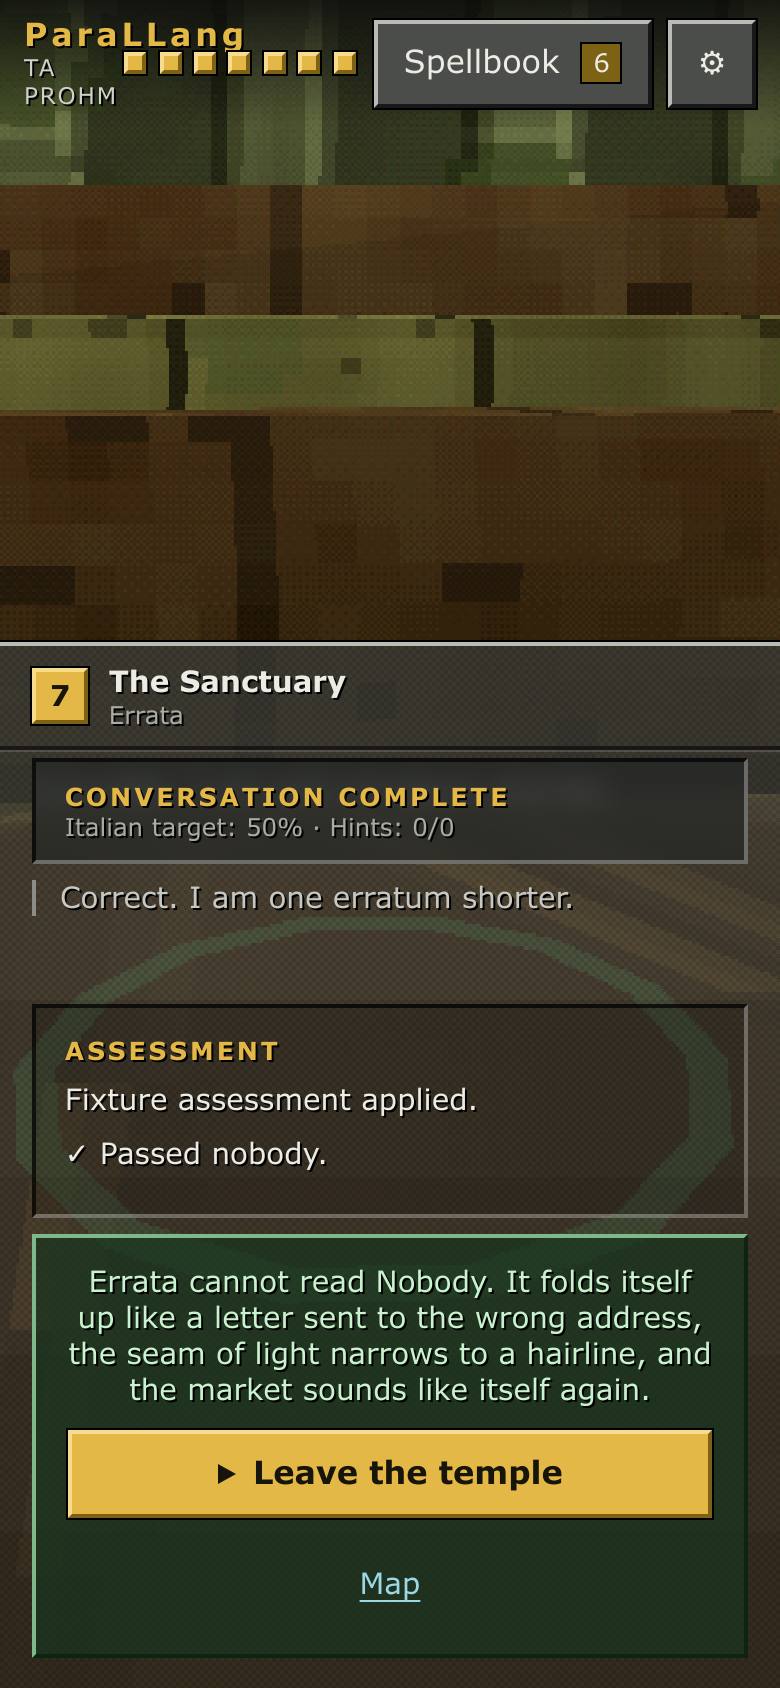 ParaLLang
TA
PROHM
Spellbook 6
⚙
7
The Sanctuary
Errata
CONVERSATION COMPLETE
Italian target: 50% · Hints: 0/0
Correct. I am one erratum shorter.
ASSESSMENT
Fixture assessment applied.
✓ Passed nobody.
Errata cannot read Nobody. It folds itself
up like a letter sent to the wrong address,
the seam of light narrows to a hairline, and
the market sounds like itself again.
▶ Leave the temple
Map